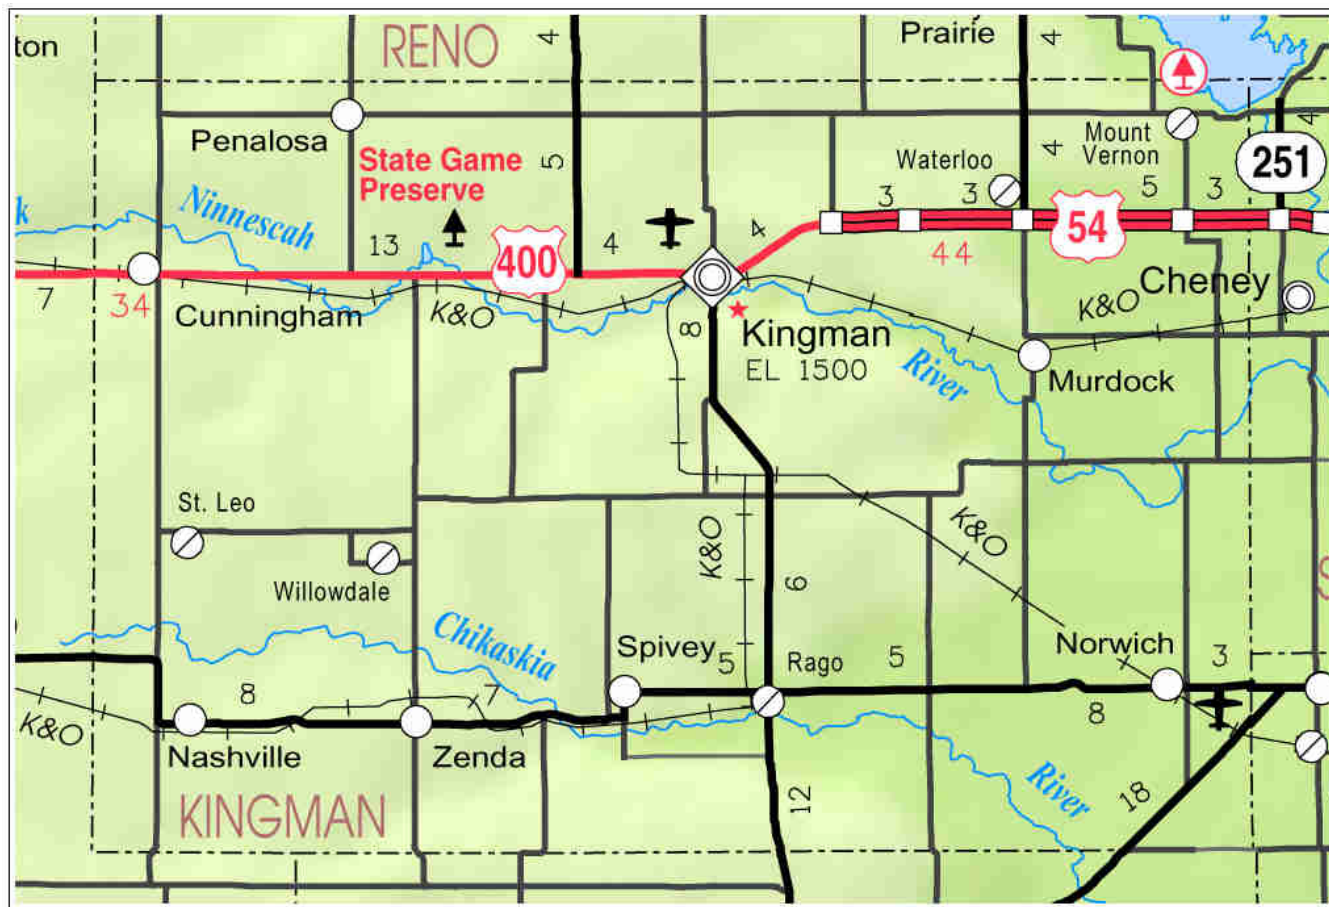 ton
RENO
4
Prairie
4
Penalosa
State Game
Preserve
5
Waterloo
4
Mount
Vernon
4
251
k
Ninnescah
3
3
5
3
13
400
4
4
54
44
7
34
Cunningham
K&O
8
Kingman
EL 1500
River
K&O
Cheney
Murdock
St. Leo
K&O
K&O
Willowdale
6
Chikaskia
Spivey
5
Rago
5
Norwich
3
8
7
8
K&O
Nashville
Zenda
KINGMAN
12
River
18